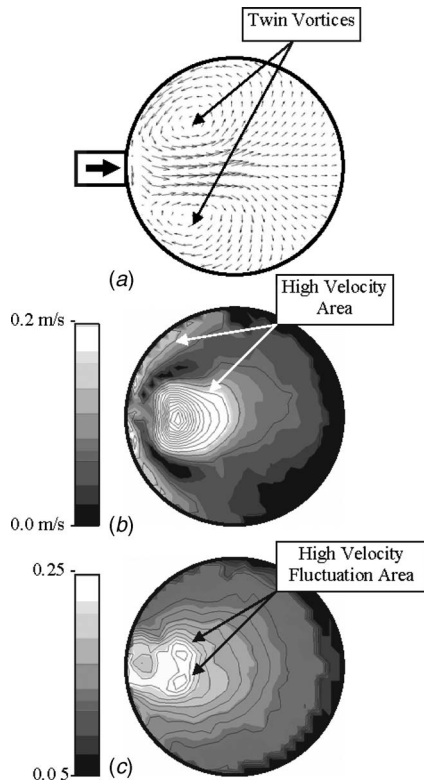 Twin Vortices
(a)
High Velocity
Area
0.2 m/s
0.0 m/s
(b)
High Velocity
Fluctuation Area
0.25
0.05
(c)